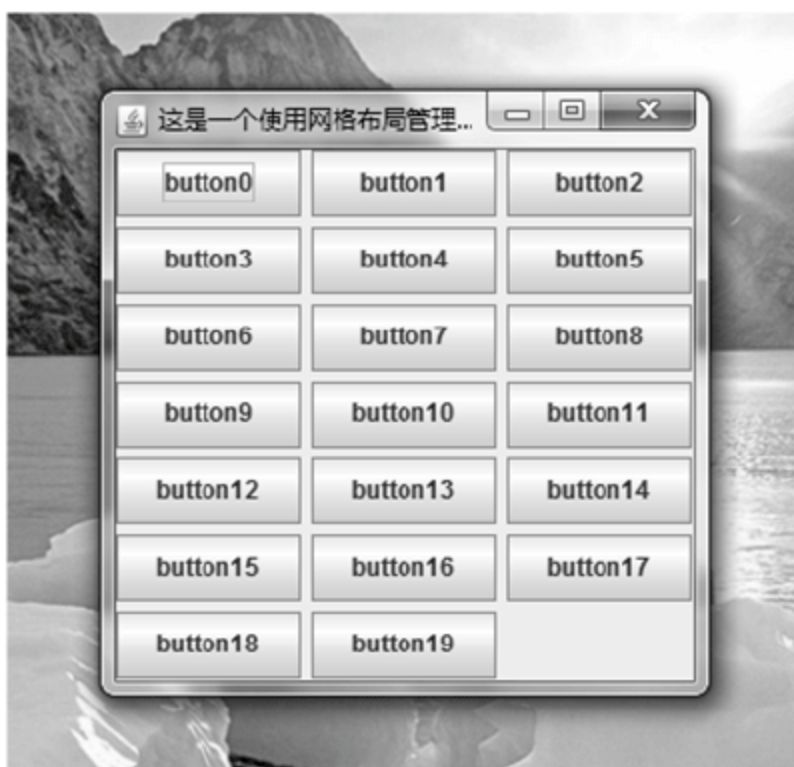 这是一个使用网格布局管理...
button0 button1 button2
button3 button4 button5
button6 button7 button8
button9 button10 button11
button12 button13 button14
button15 button16 button17
button18 button19